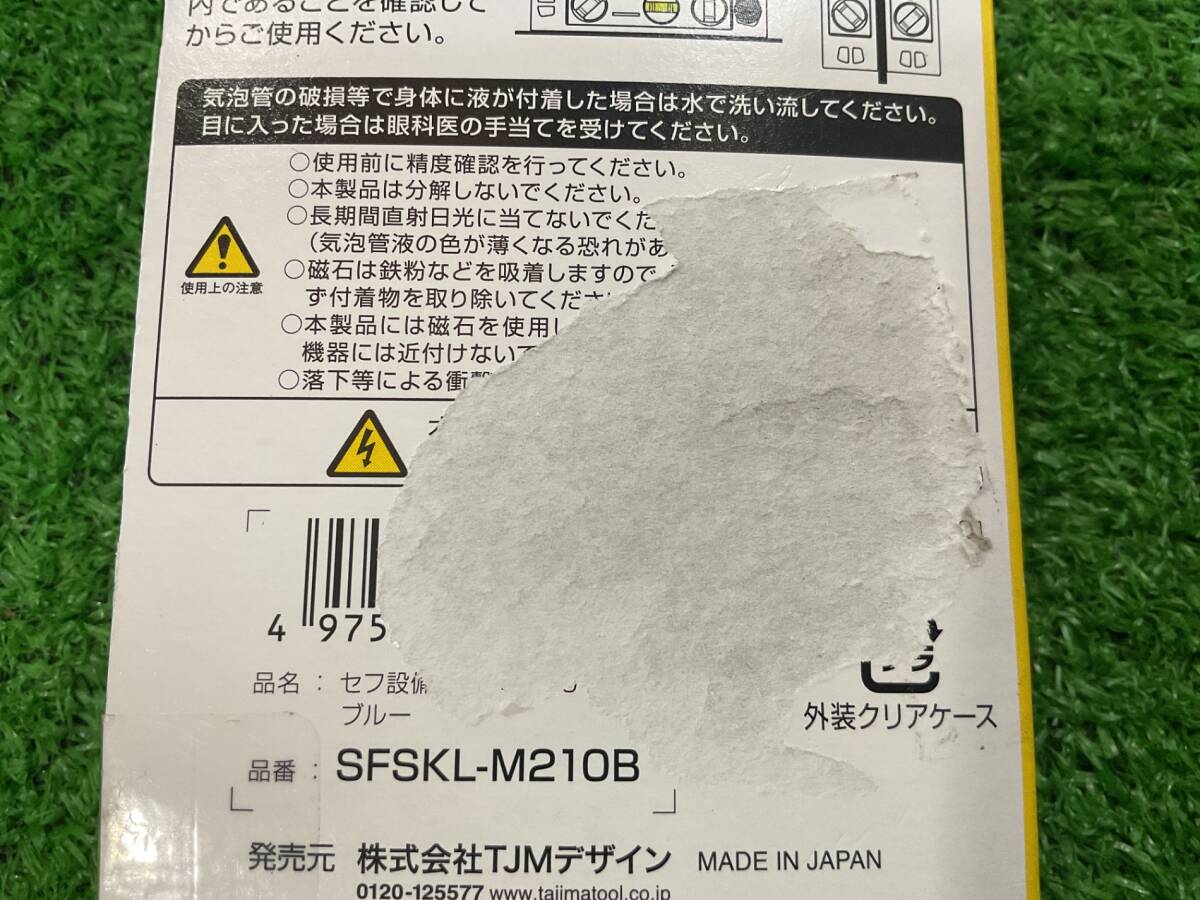 内であることを確認して
からご使用ください。
気泡管の破損等で身体に液が付着した場合は水で洗い流してください。
目に入った場合は眼科医の手当てを受けてください。
○使用前に精度確認を行ってください。
○本製品は分解しないでください。
○長期間直射日光に当てないでくだ
（気泡管液の色が薄くなる恐れがあ
○磁石は鉄粉などを吸着しますので
ず付着物を取り除いてくださ
○本製品には磁石を使用し
機器には近付けないで
○落下等による衝撃
使用上の注意
4 975
品名 : セフ設備
ブルー
品番 : SFSKL-M210B
プラ
外装クリアケース
発売元 株式会社TJMデザイン MADE IN JAPAN
0120-125577 www.tajimatool.co.jp